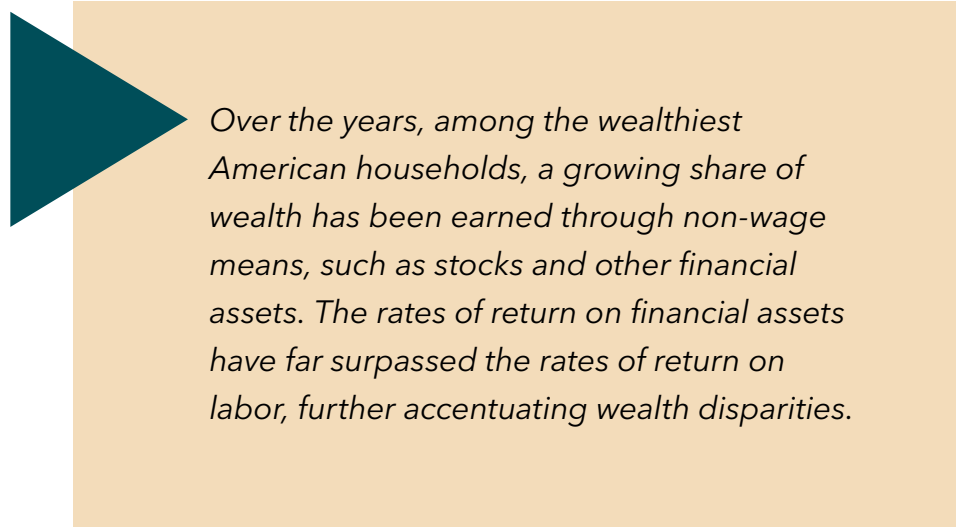 Over the years, among the wealthiest
American households, a growing share of
wealth has been earned through non-wage
means, such as stocks and other financial
assets. The rates of return on financial assets
have far surpassed the rates of return on
labor, further accentuating wealth disparities.